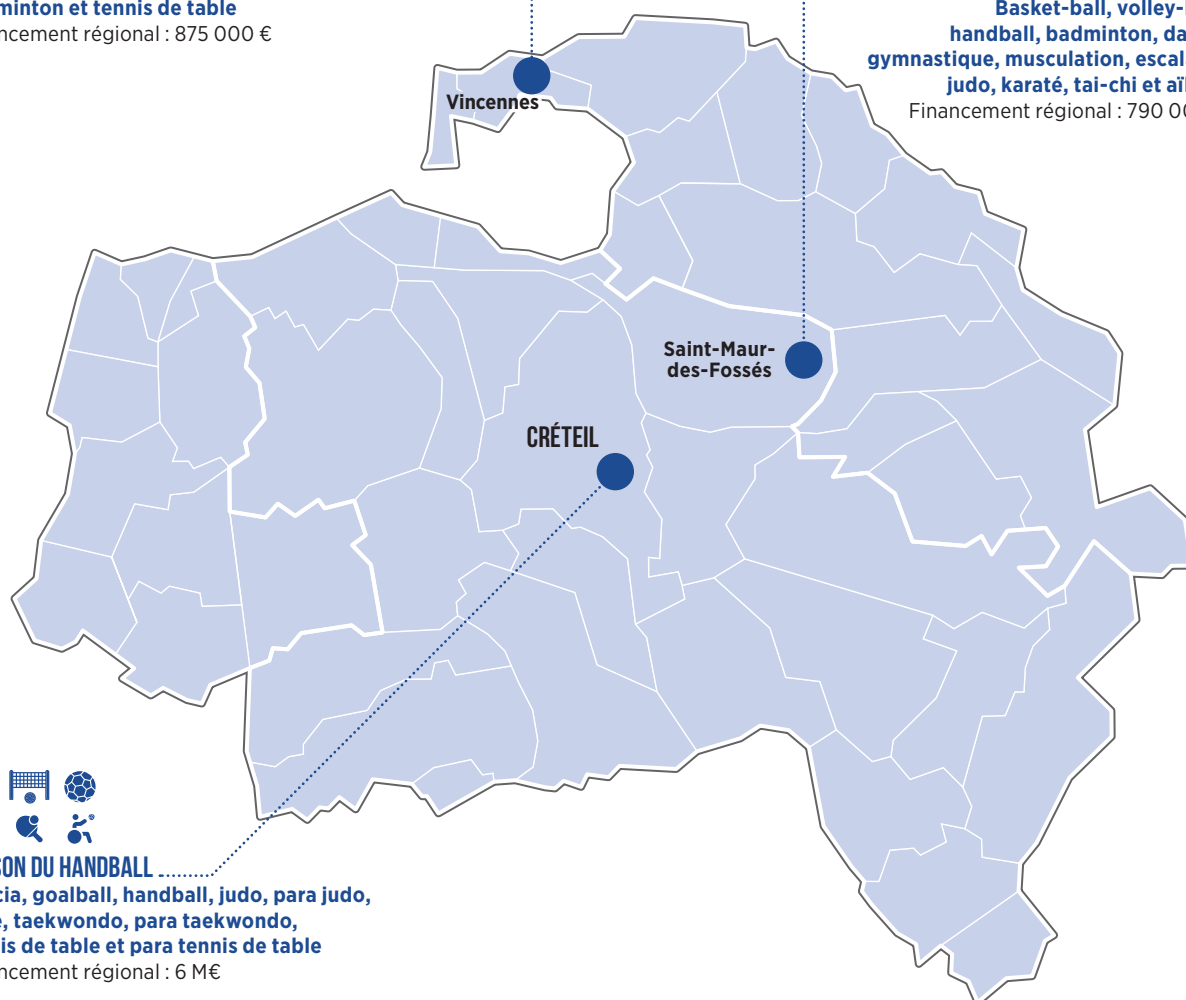 minton et tennis de table
ncement régional : 875 000 €
Basket-ball, volley-
handball, badminton, da
gymnastique, musculation, escal
judo, karaté, tai-chi et aï
Financement régional : 790 00
Vincennes
Saint-Maur-
des-Fossés
CRÉTEIL
SON DU HANDBALL
cia, goalball, handball, judo, para judo,
e, taekwondo, para taekwondo,
is de table et para tennis de table
ncement régional : 6 M€